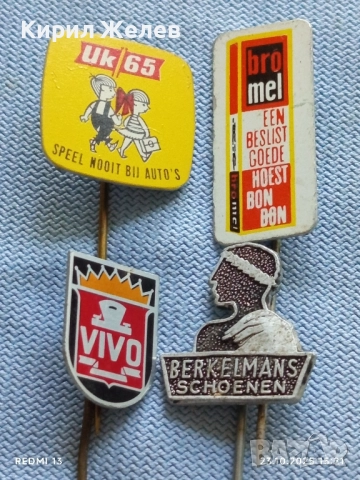 Кирил Желев
Uk 65
SPEEL NOOIT BIJ AUTO'S
bro
mel
EEN
BESLIST
GOEDE
HOEST
BON
BON
VIVO
BERKELMANS
SCHOENEN
REDMI 13